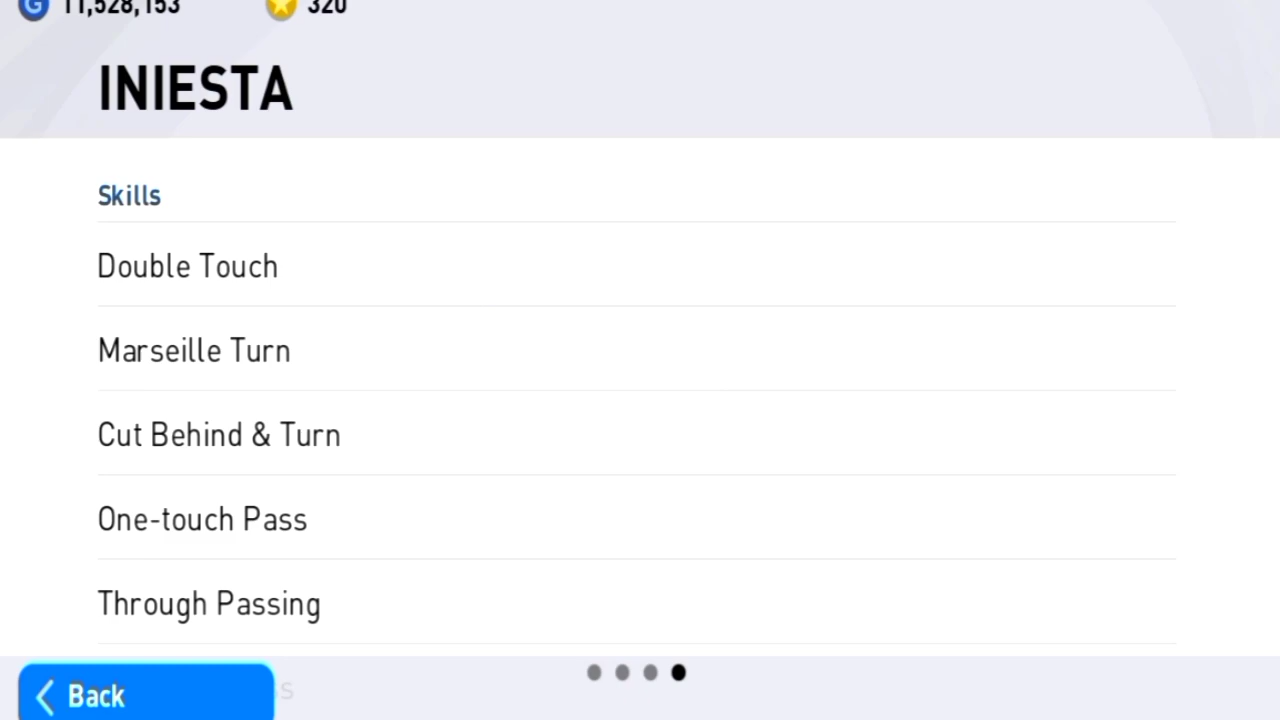 G 11,528,153 320
INIESTA
Skills
Double Touch
Marseille Turn
Cut Behind & Turn
One-touch Pass
Through Passing
Back